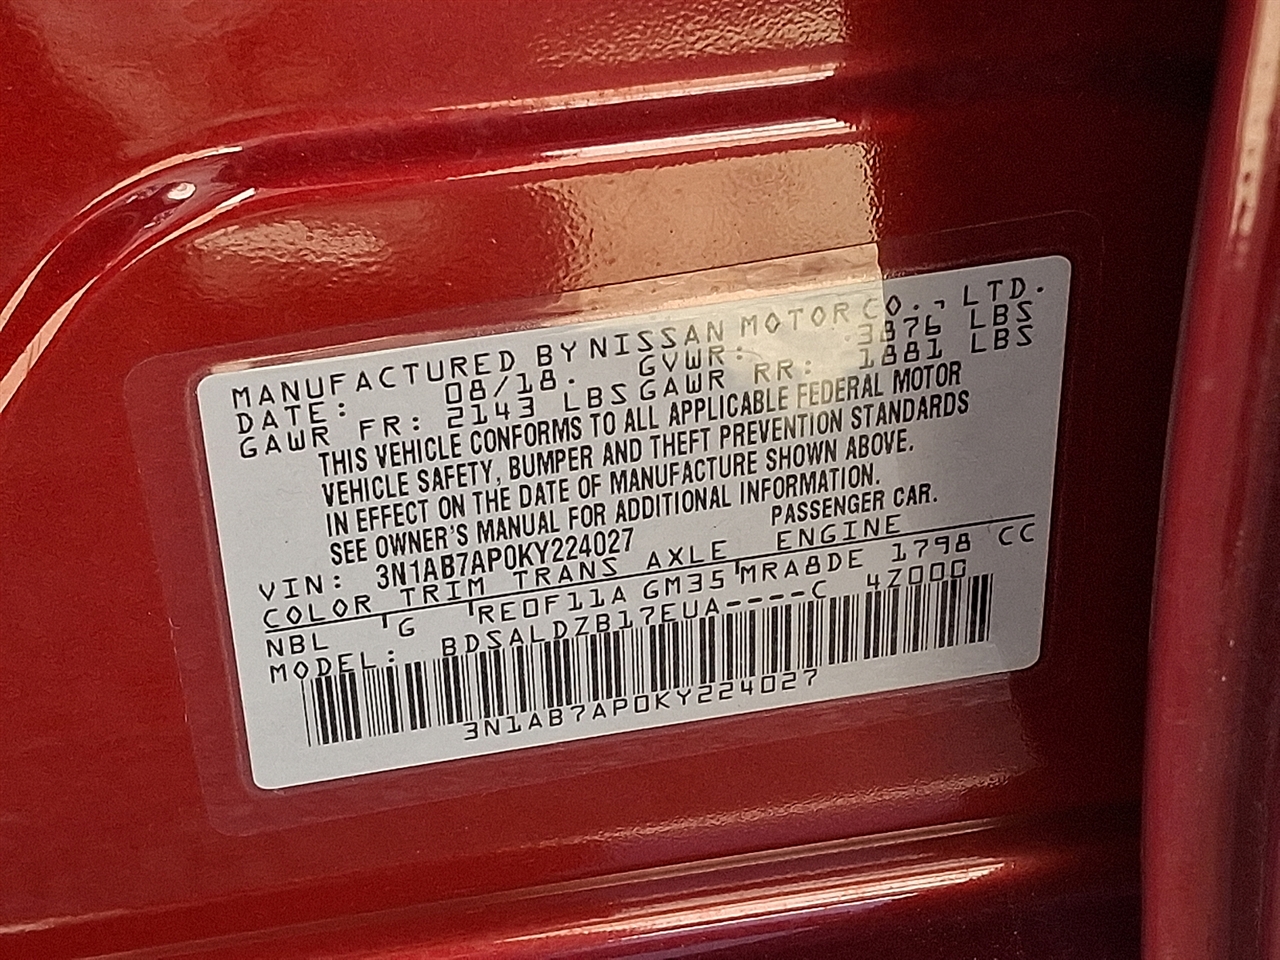 MANUFACTURED BY NISSAN MOTOR CO., LTD.
DATE: 08/18. GVWR: 3876 LBS
GAWR FR: 2143 LBS GAWR RR: 1881 LBS
THIS VEHICLE CONFORMS TO ALL APPLICABLE FEDERAL MOTOR
VEHICLE SAFETY, BUMPER AND THEFT PREVENTION STANDARDS
IN EFFECT ON THE DATE OF MANUFACTURE SHOWN ABOVE.
SEE OWNER'S MANUAL FOR ADDITIONAL INFORMATION.
VIN: 3N1AB7AP0KY224027 PASSENGER CAR.
COLOR TRIM TRANS AXLE ENGINE
NBL G RE0F11A GM35 MRA8DE 1798 CC
MODEL: BDSALDZB17EUA----C 4Z000
3N1AB7AP0KY224027